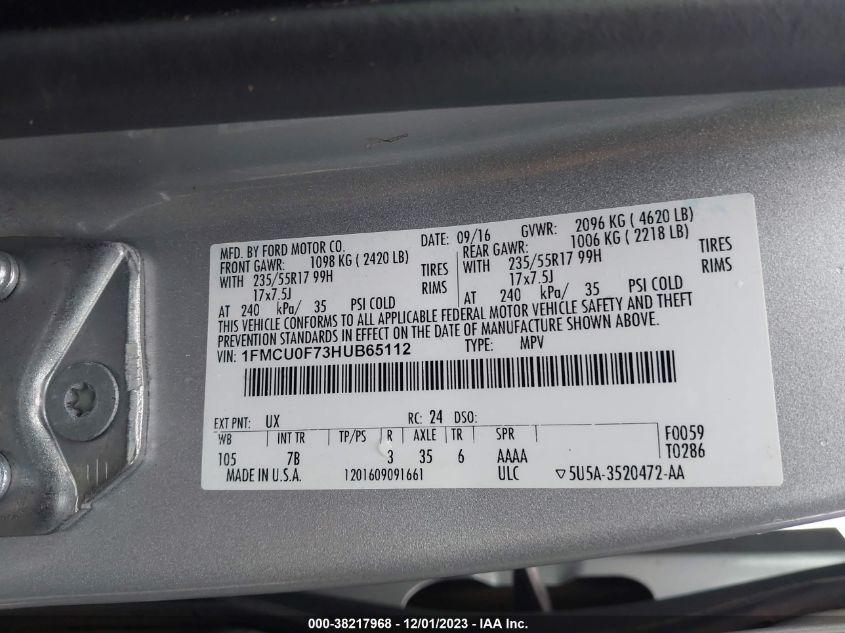 MFD. BY FORD MOTOR CO. DATE: 09/16 GVWR: 2096 KG ( 4620 LB)
FRONT GAWR: 1098 KG ( 2420 LB) REAR GAWR: 1006 KG ( 2218 LB)
WITH 235/55R17 99H TIRES WITH 235/55R17 99H TIRES
17x7.5J RIMS 17x7.5J RIMS
AT 240 kPa/ 35 PSI COLD AT 240 kPa/ 35 PSI COLD
THIS VEHICLE CONFORMS TO ALL APPLICABLE FEDERAL MOTOR VEHICLE SAFETY AND THEFT
PREVENTION STANDARDS IN EFFECT ON THE DATE OF MANUFACTURE SHOWN ABOVE.
VIN: 1FMCU0F73HUB65112 TYPE: MPV
EXT PNT: UX RC: 24 DSO:
WB INT TR TP/PS R AXLE TR SPR F0059
105 7B 3 35 6 AAAA T0286
MADE IN U.S.A. 1201609091661 ULC ▽5U5A-3520472-AA
000-38217968 - 12/01/2023 - IAA Inc.